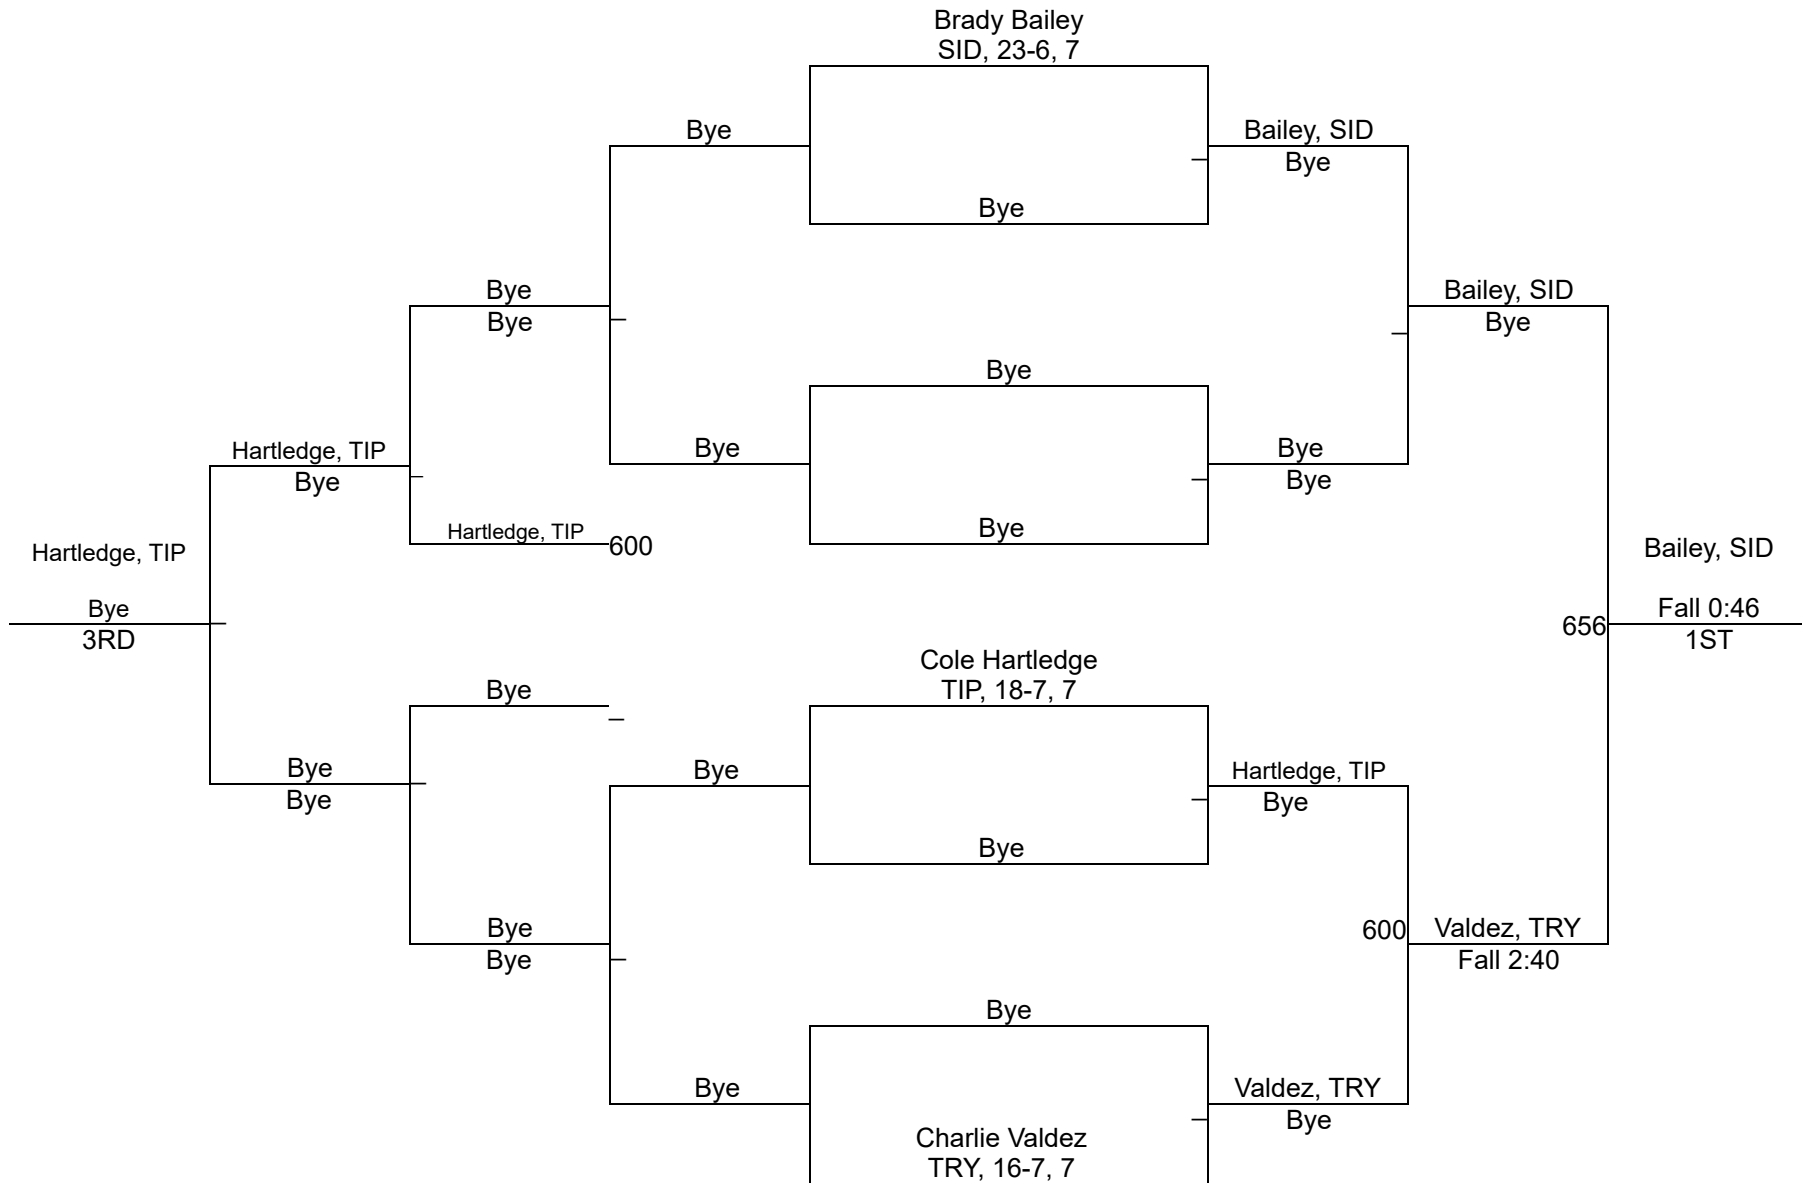 Brady Bailey
SID, 23-6, 7
Bye
Bailey, SID
Bye
Bye
Bye
Bye
Bailey, SID
Bye
Bye
Hartledge, TIP
Bye
Bye
Bye
Bye
Hartledge, TIP
600
Bye
Hartledge, TIP
Bye
3RD
Bailey, SID
656
Fall 0:46
1ST
Cole Hartledge
TIP, 18-7, 7
Bye
Bye
Bye
Bye
Hartledge, TIP
Bye
Bye
Bye
Bye
600
Valdez, TRY
Fall 2:40
Bye
Bye
Valdez, TRY
Bye
Charlie Valdez
TRY, 16-7, 7